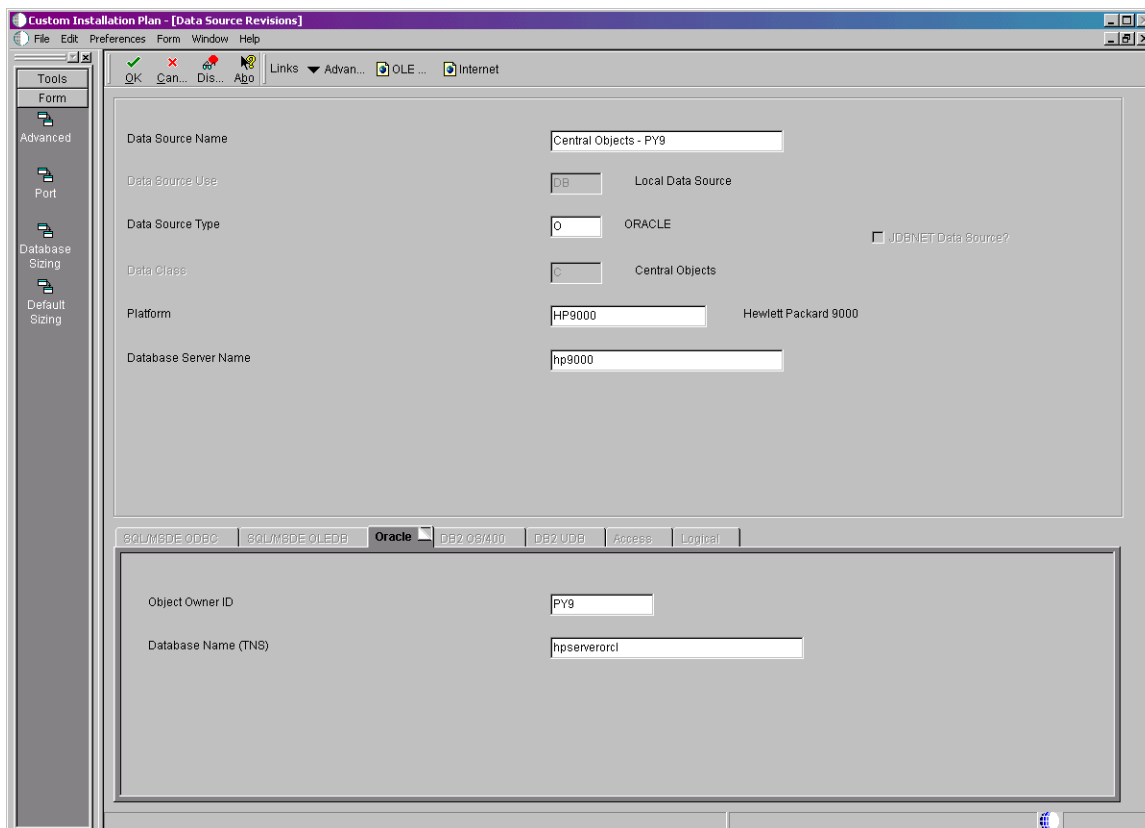 Custom Installation Plan - [Data Source Revisions]
File Edit Preferences Form Window Help
OK Can... Dis... Abo Links Advan... OLE ... Internet
Tools
Form
Advanced
Port
Database
Sizing
Default
Sizing
Data Source Name Central Objects - PY9
Data Source Use DB Local Data Source
Data Source Type O ORACLE
JDBNET Data Source?
Data Class C Central Objects
Platform HP9000 Hewlett Packard 9000
Database Server Name hp9000
SQL/MSDE ODBC SQL/MSDE OLEDB Oracle DB2 OS/400 DB2 UDB Access Logical
Object Owner ID PY9
Database Name (TNS) hpserverorcl